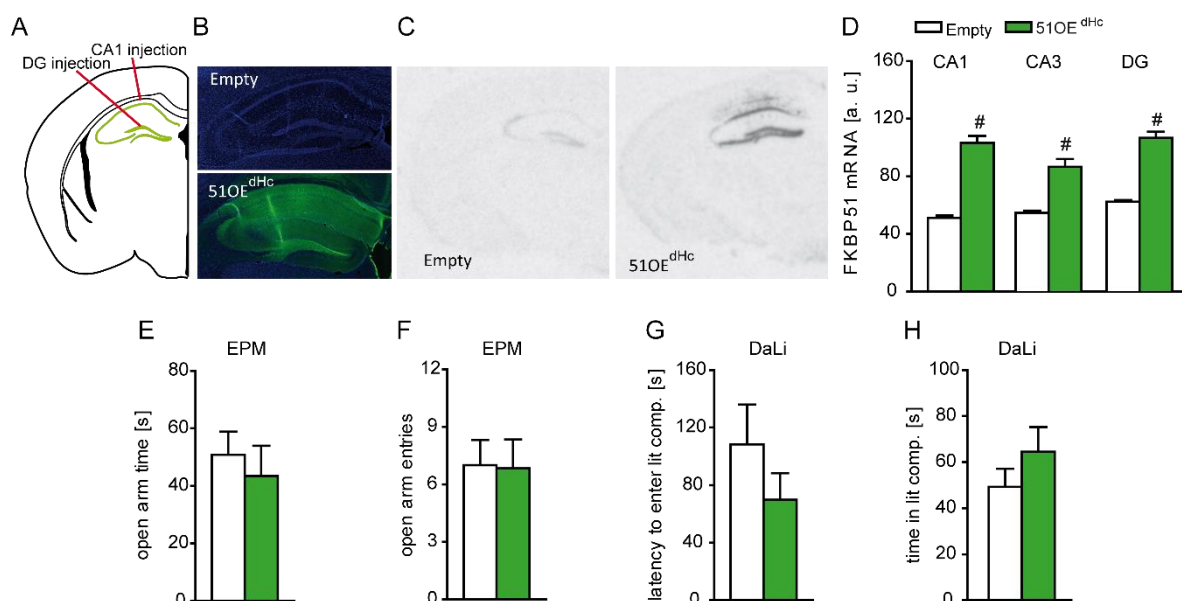 A
CA1 injection
DG injection
B
Empty
51OE^dHc
C
Empty
51OE^dHc
D
Empty
51OE^dHc
CA1 CA3 DG
FKBP51 mRNA [a. u.]
160
120
80
40
0
# # #
E
EPM
open arm time [s]
80
60
40
20
0
F
EPM
open arm entries
12
9
6
3
0
G
DaLi
latency to enter lit comp. [s]
160
120
80
40
0
H
DaLi
time in lit comp. [s]
100
80
60
40
20
0